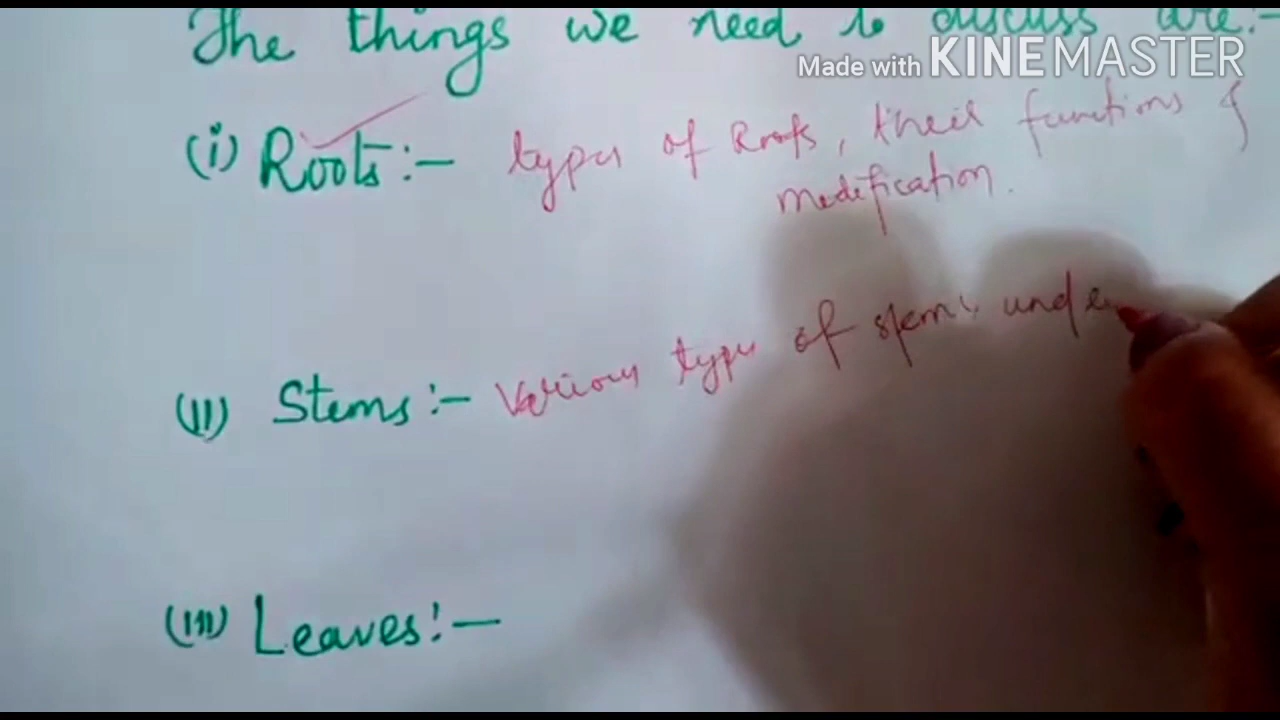 The things we need to discuss are:-
Made with KINEMASTER
(i) Roots:- types of Roots, their functions &
modification.
(II) Stems:- Various types of stems, unde
(III) Leaves:-